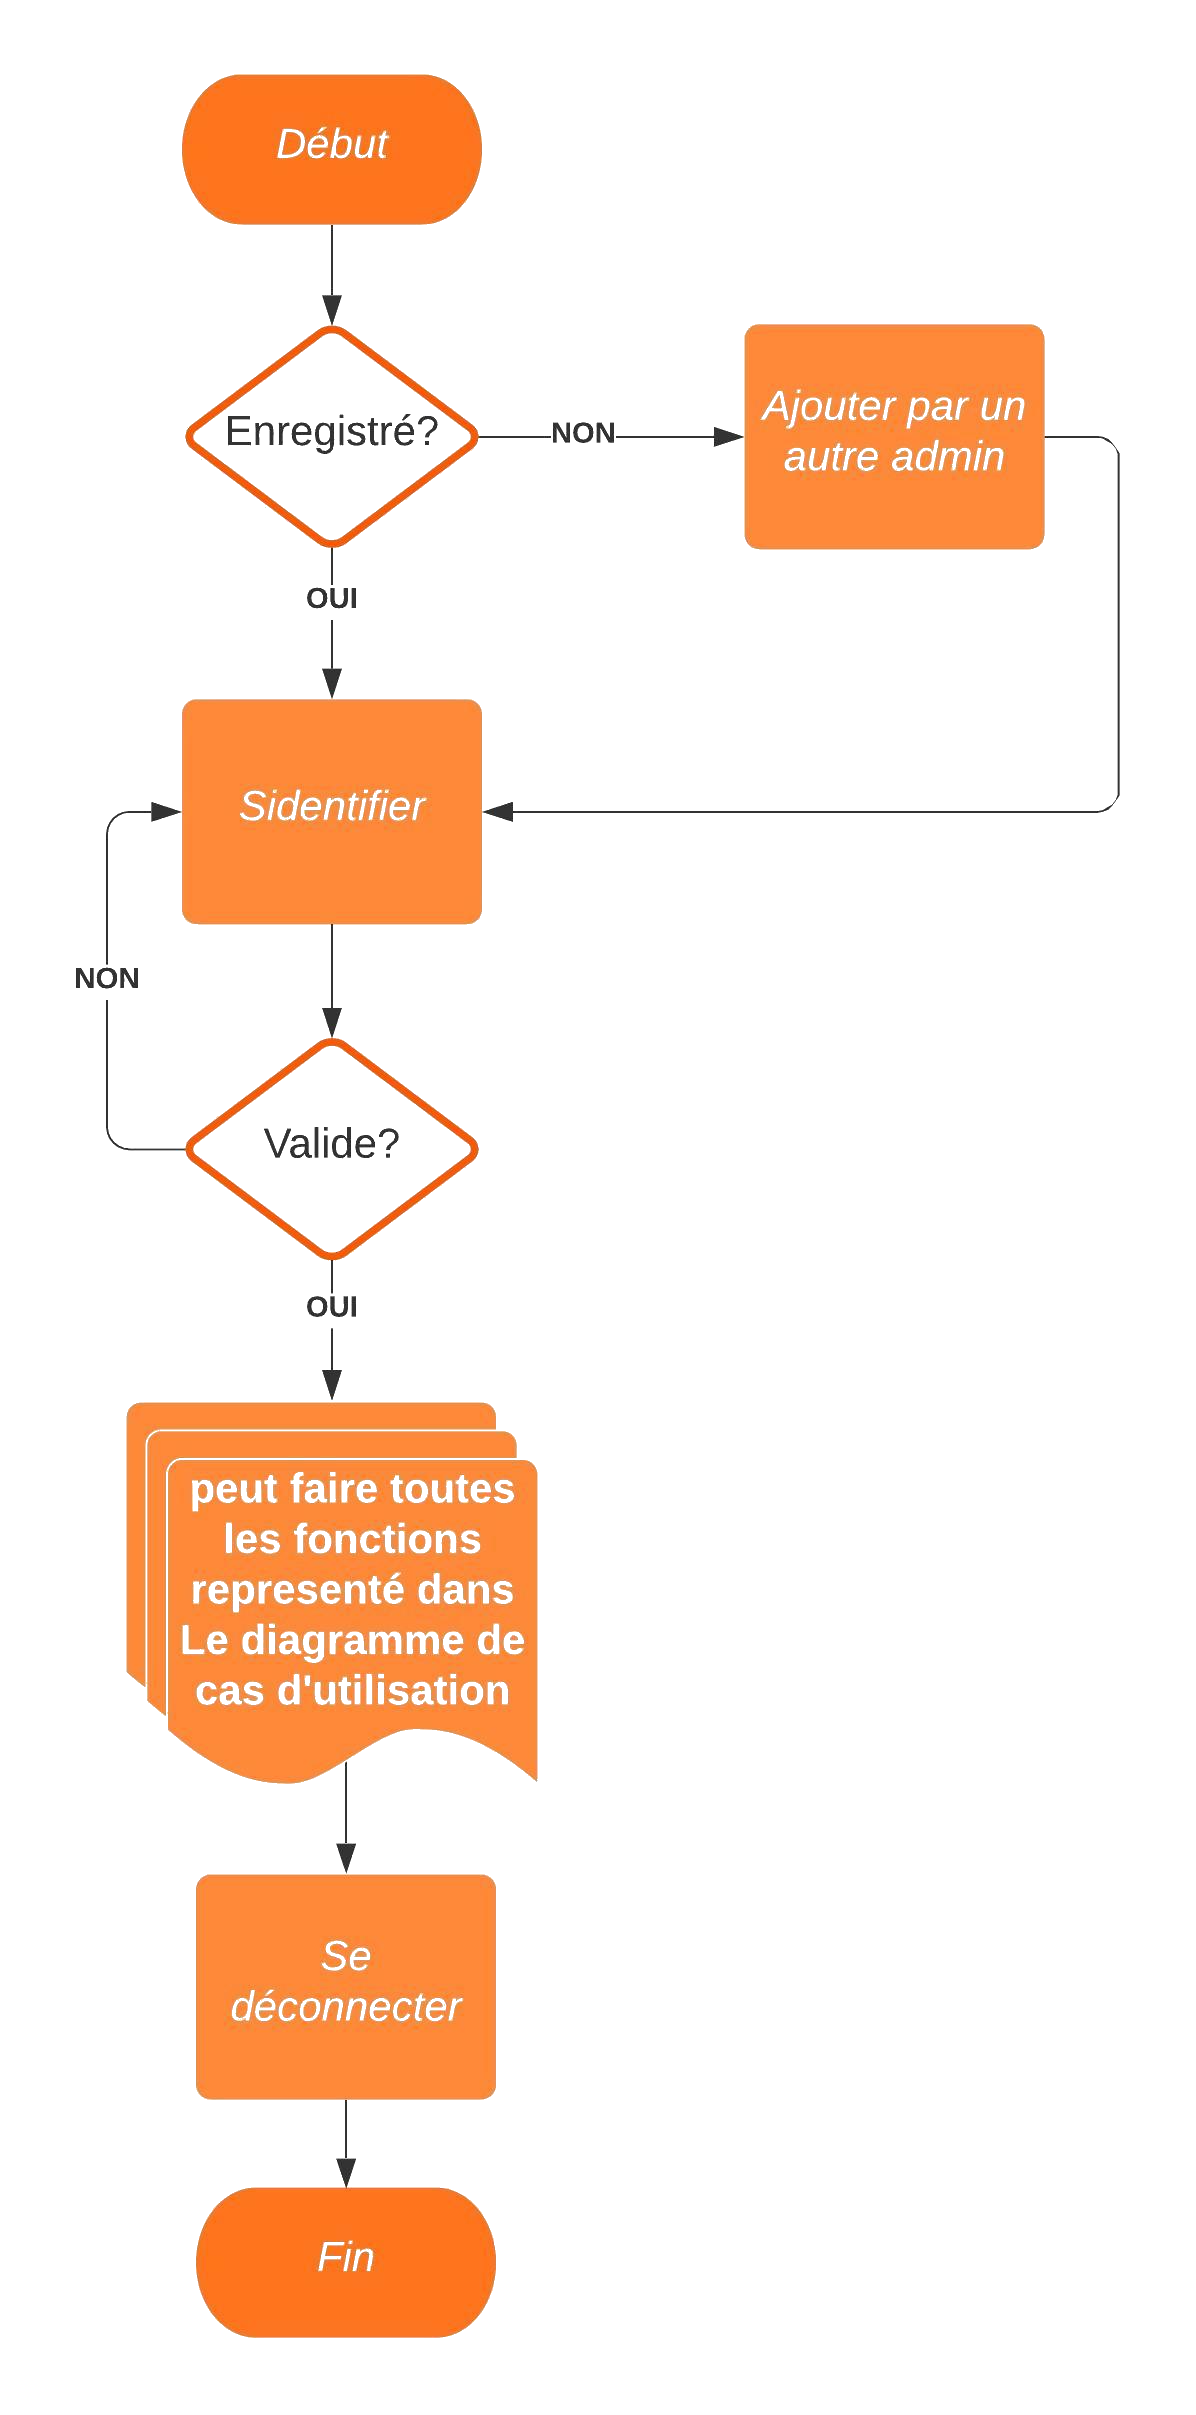 Début
Enregistré?
NON
Ajouter par un
autre admin
OUI
Sidentifier
NON
Valide?
OUI
peut faire toutes
les fonctions
representé dans
Le diagramme de
cas d'utilisation
Se
déconnecter
Fin